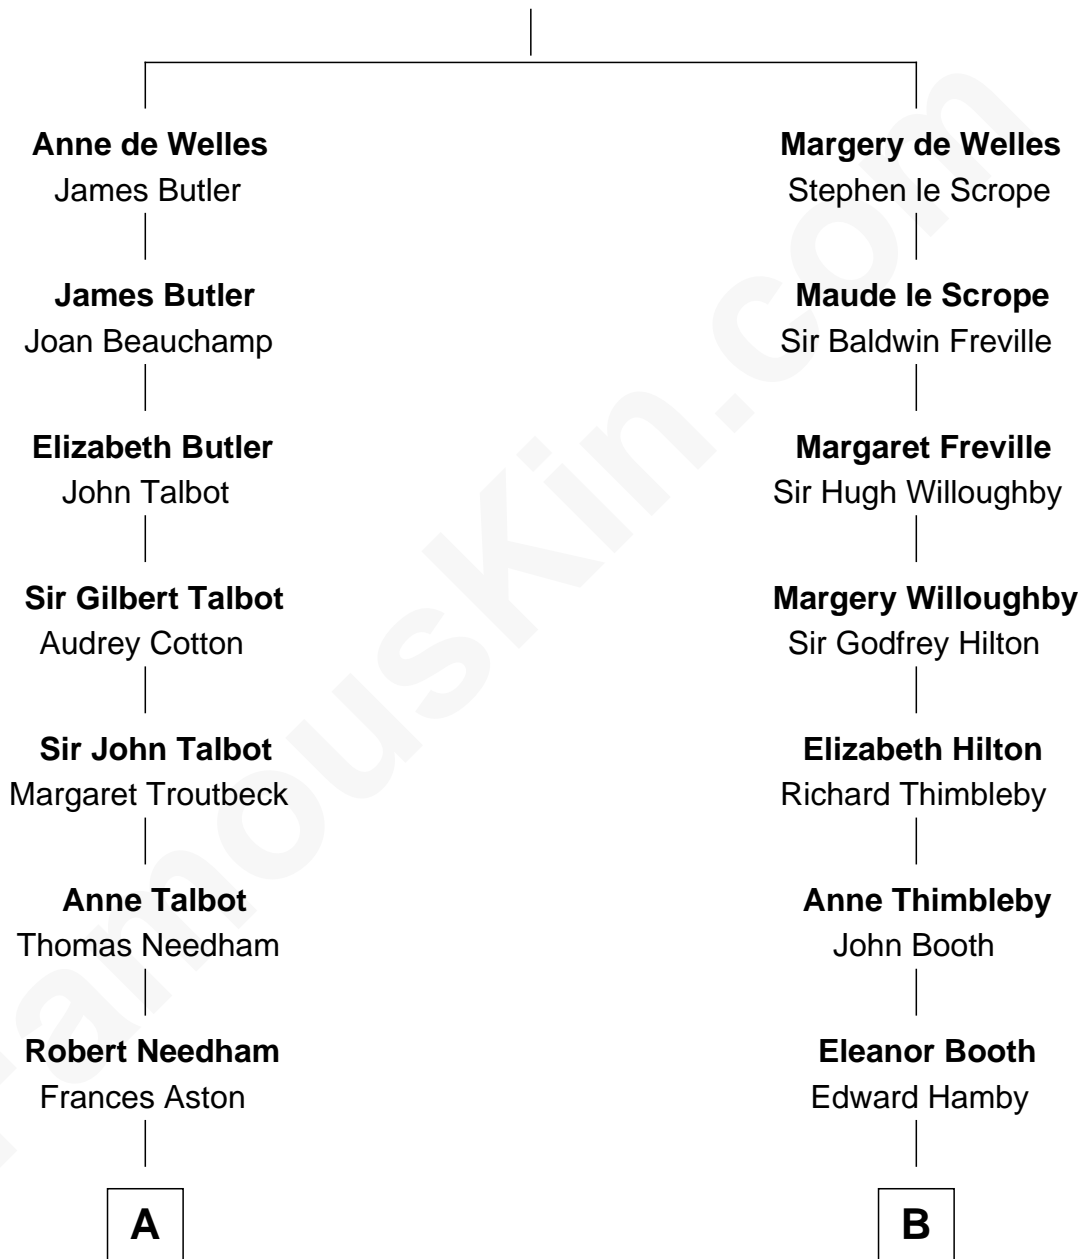 Anne de Welles
James Butler
James Butler
Joan Beauchamp
Elizabeth Butler
John Talbot
Sir Gilbert Talbot
Audrey Cotton
Sir John Talbot
Margaret Troutbeck
Anne Talbot
Thomas Needham
Robert Needham
Frances Aston
A
Margery de Welles
Stephen le Scrope
Maude le Scrope
Sir Baldwin Freville
Margaret Freville
Sir Hugh Willoughby
Margery Willoughby
Sir Godfrey Hilton
Elizabeth Hilton
Richard Thimbleby
Anne Thimbleby
John Booth
Eleanor Booth
Edward Hamby
B
FamousKin.com